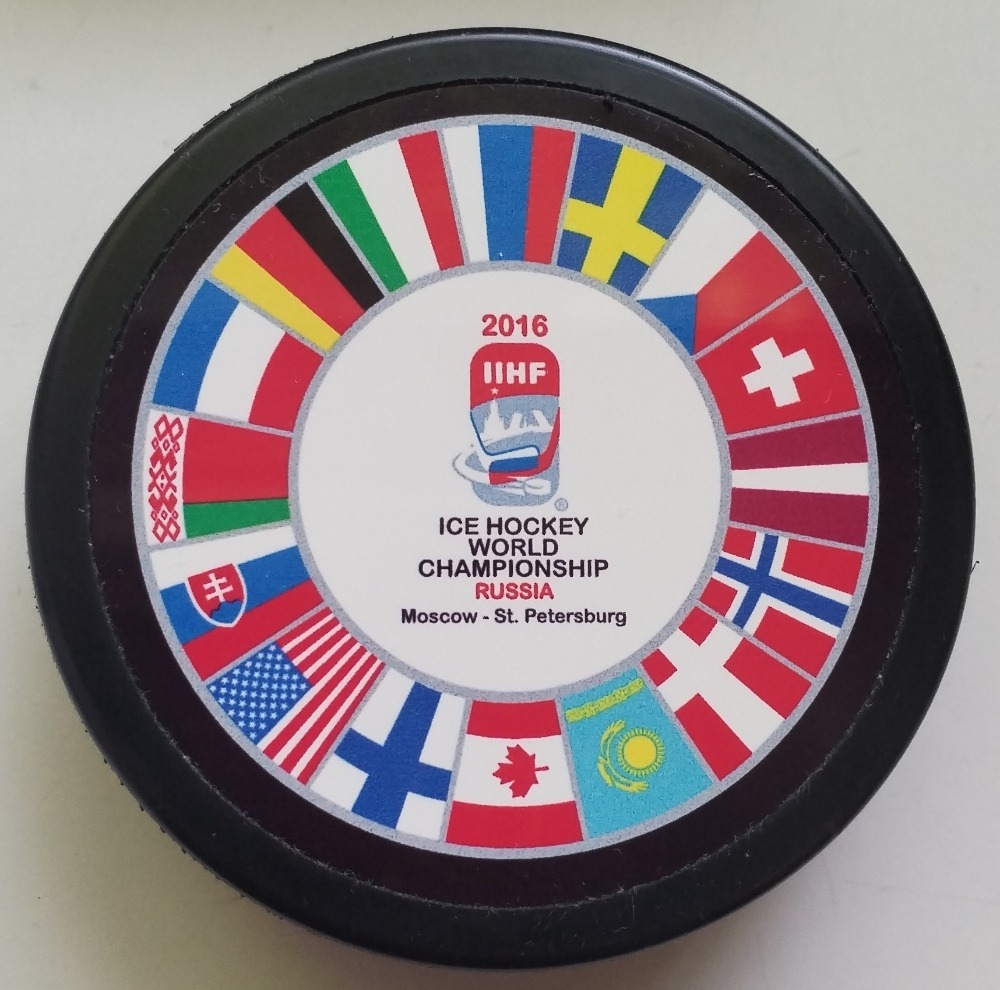 2016
IIHF
®
ICE HOCKEY
WORLD
CHAMPIONSHIP
RUSSIA
Moscow - St. Petersburg